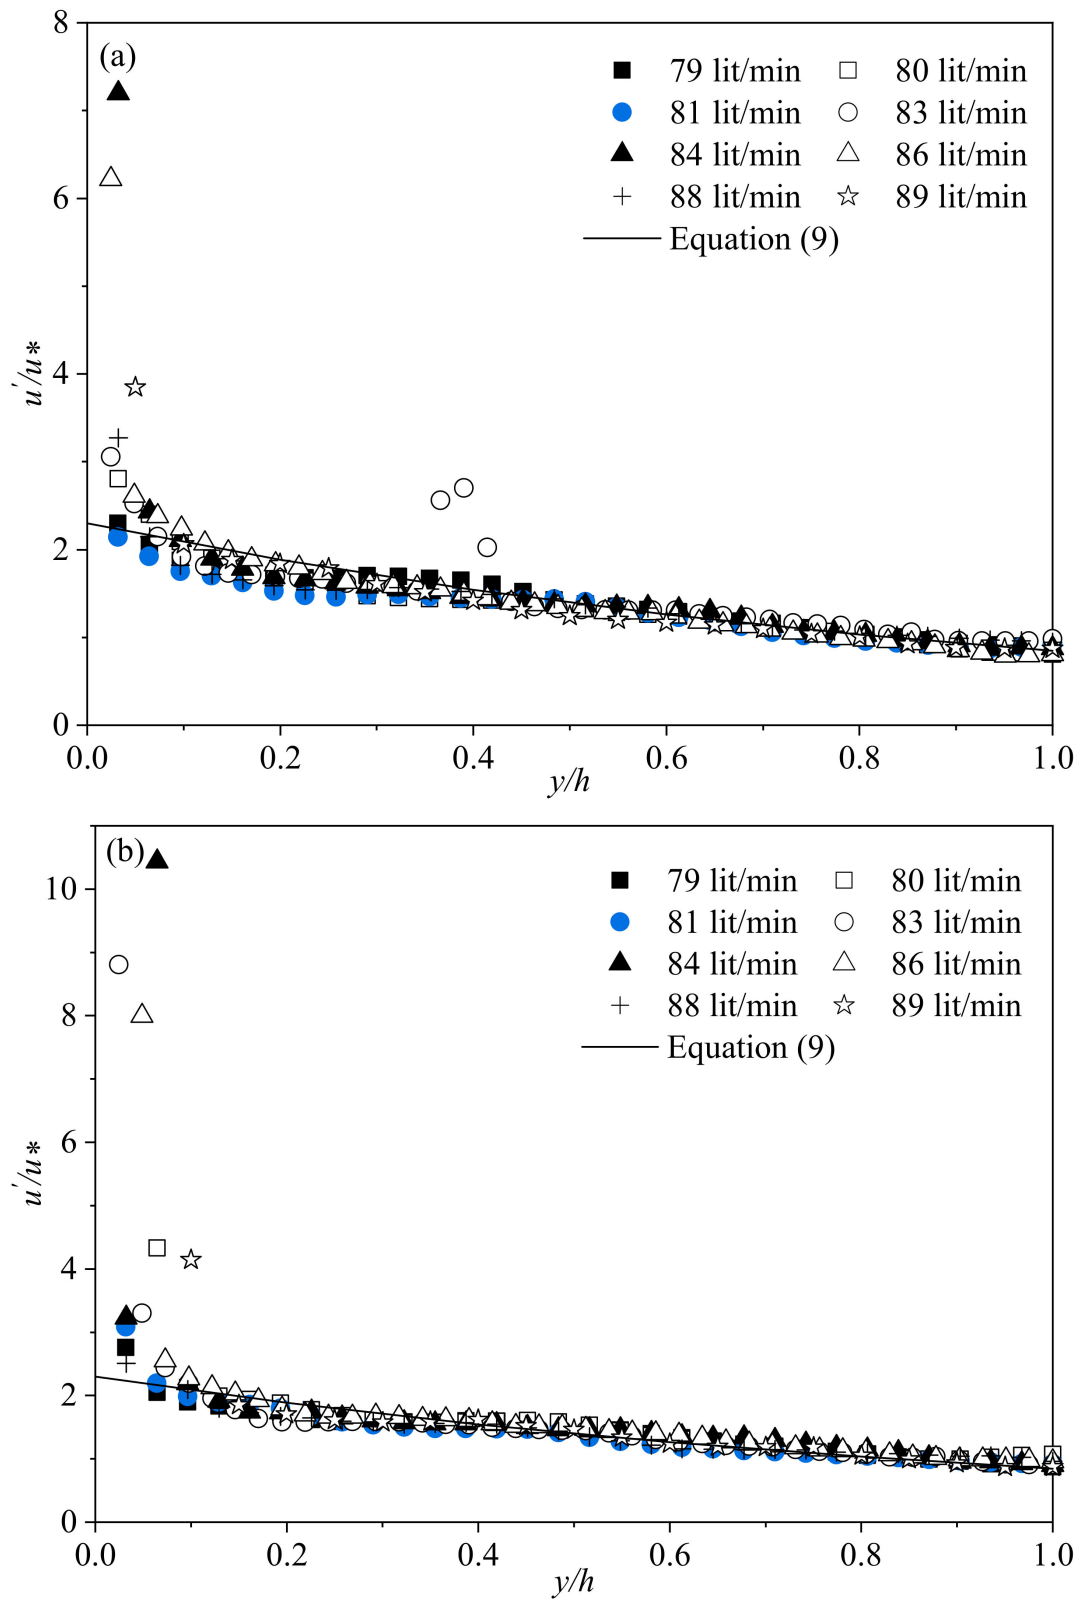 8
(a)
79 lit/min 80 lit/min
81 lit/min 83 lit/min
84 lit/min 86 lit/min
88 lit/min 89 lit/min
Equation (9)
6
4
u'/u*
2
0
0.0 0.2 0.4 0.6 0.8 1.0
y/h
(b)
10
79 lit/min 80 lit/min
81 lit/min 83 lit/min
84 lit/min 86 lit/min
88 lit/min 89 lit/min
Equation (9)
8
6
u'/u*
4
2
0
0.0 0.2 0.4 0.6 0.8 1.0
y/h